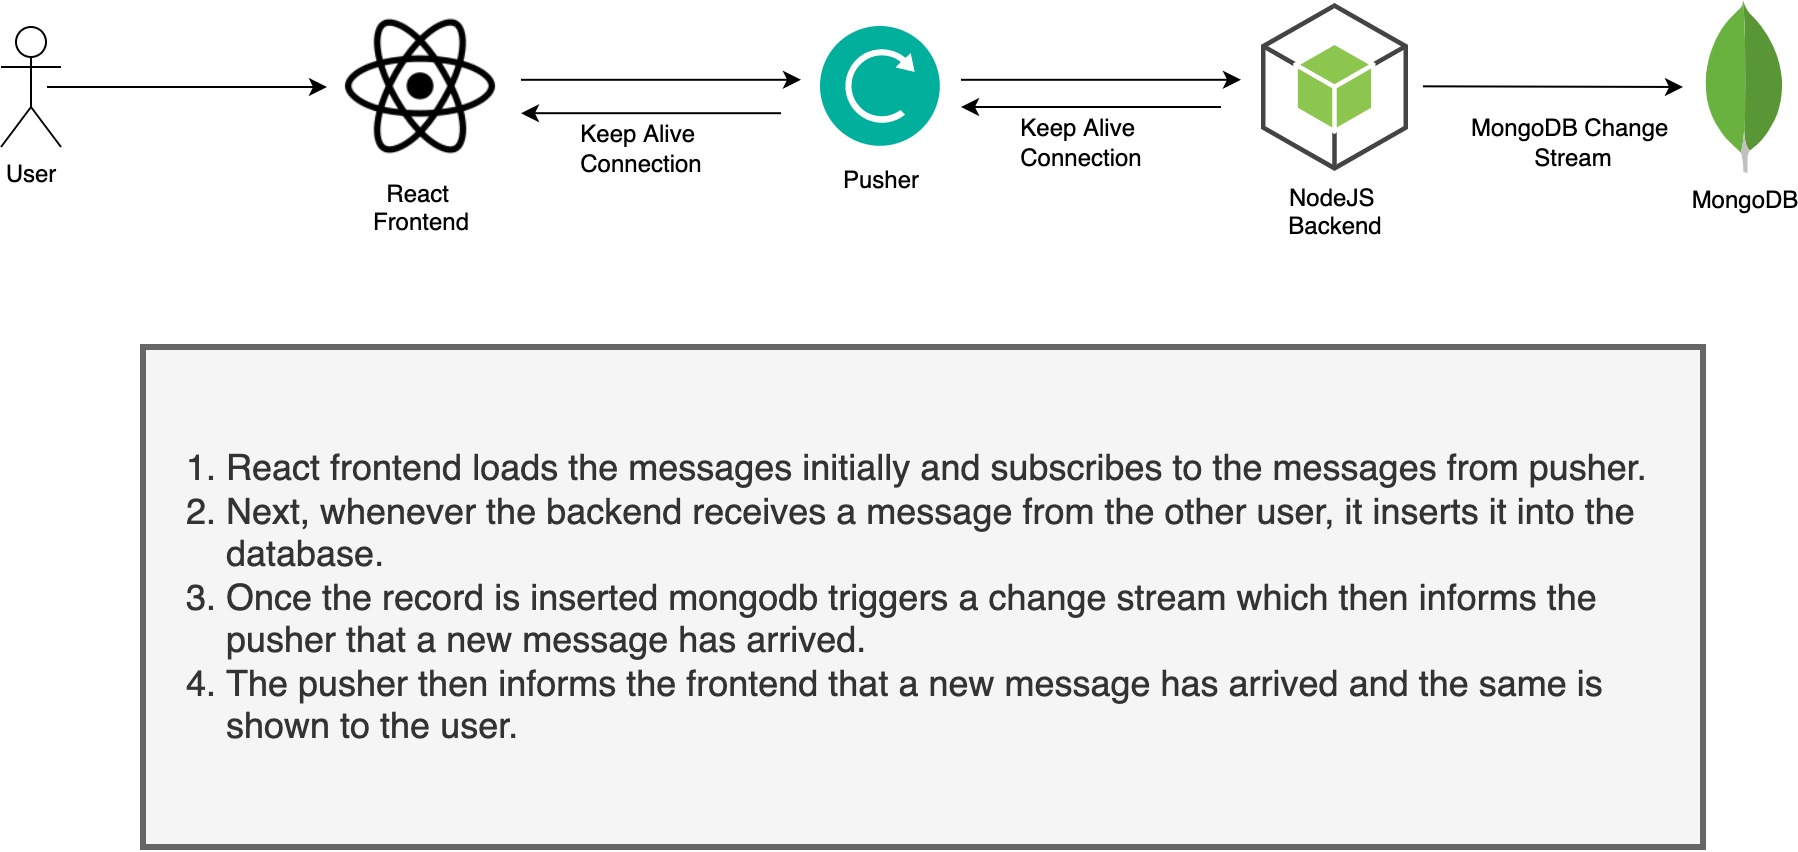 User
React
Frontend
Keep Alive
Connection
Pusher
Keep Alive
Connection
NodeJS
Backend
MongoDB Change
Stream
MongoDB
1. React frontend loads the messages initially and subscribes to the messages from pusher.
2. Next, whenever the backend receives a message from the other user, it inserts it into the
database.
3. Once the record is inserted mongodb triggers a change stream which then informs the
pusher that a new message has arrived.
4. The pusher then informs the frontend that a new message has arrived and the same is
shown to the user.